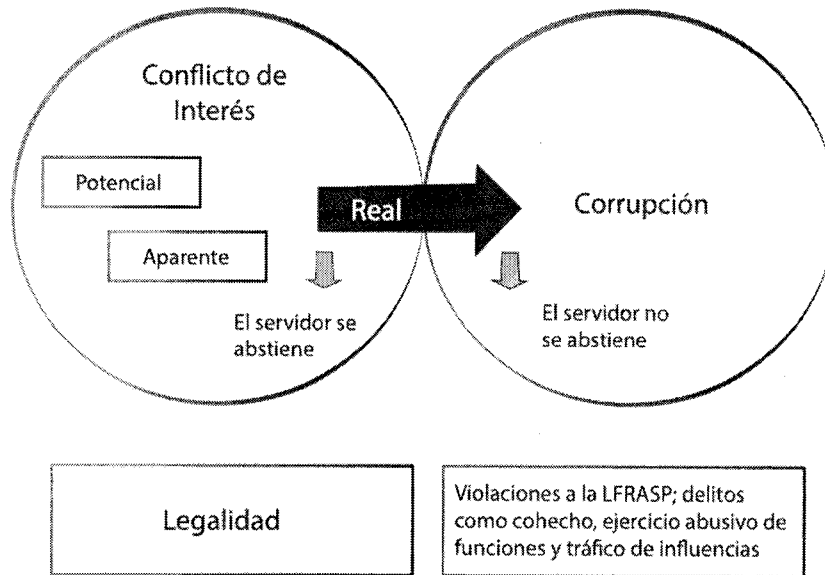 Conflicto de
Interés
Potencial
Aparente
Real
Corrupción
El servidor se
abstiene
El servidor no
se abstiene
Legalidad
Violaciones a la LFRASP; delitos
como cohecho, ejercicio abusivo de
funciones y tráfico de influencias